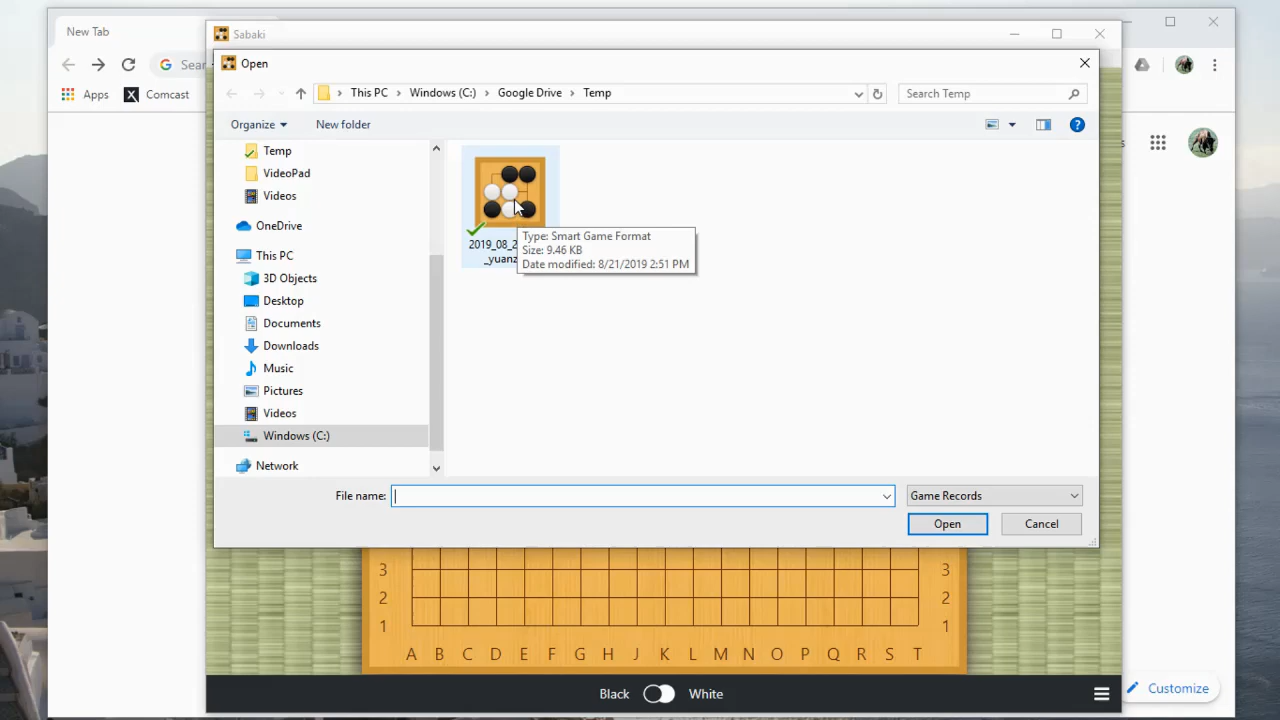 New Tab
Sabaki
Open
Sear
This PC > Windows (C:) > Google Drive > Temp
Search Temp
Apps
Comcast
Organize
New folder
Temp
VideoPad
Videos
OneDrive
This PC
3D Objects
Desktop
Documents
Downloads
Music
Pictures
Videos
Windows (C:)
Network
2019_08_2
_yuanz
Type: Smart Game Format
Size: 9.46 KB
Date modified: 8/21/2019 2:51 PM
File name:
Game Records
Open
Cancel
3 3
2 2
1 1
A B C D E F G H J K L M N O P Q R S T
Black White
Customize